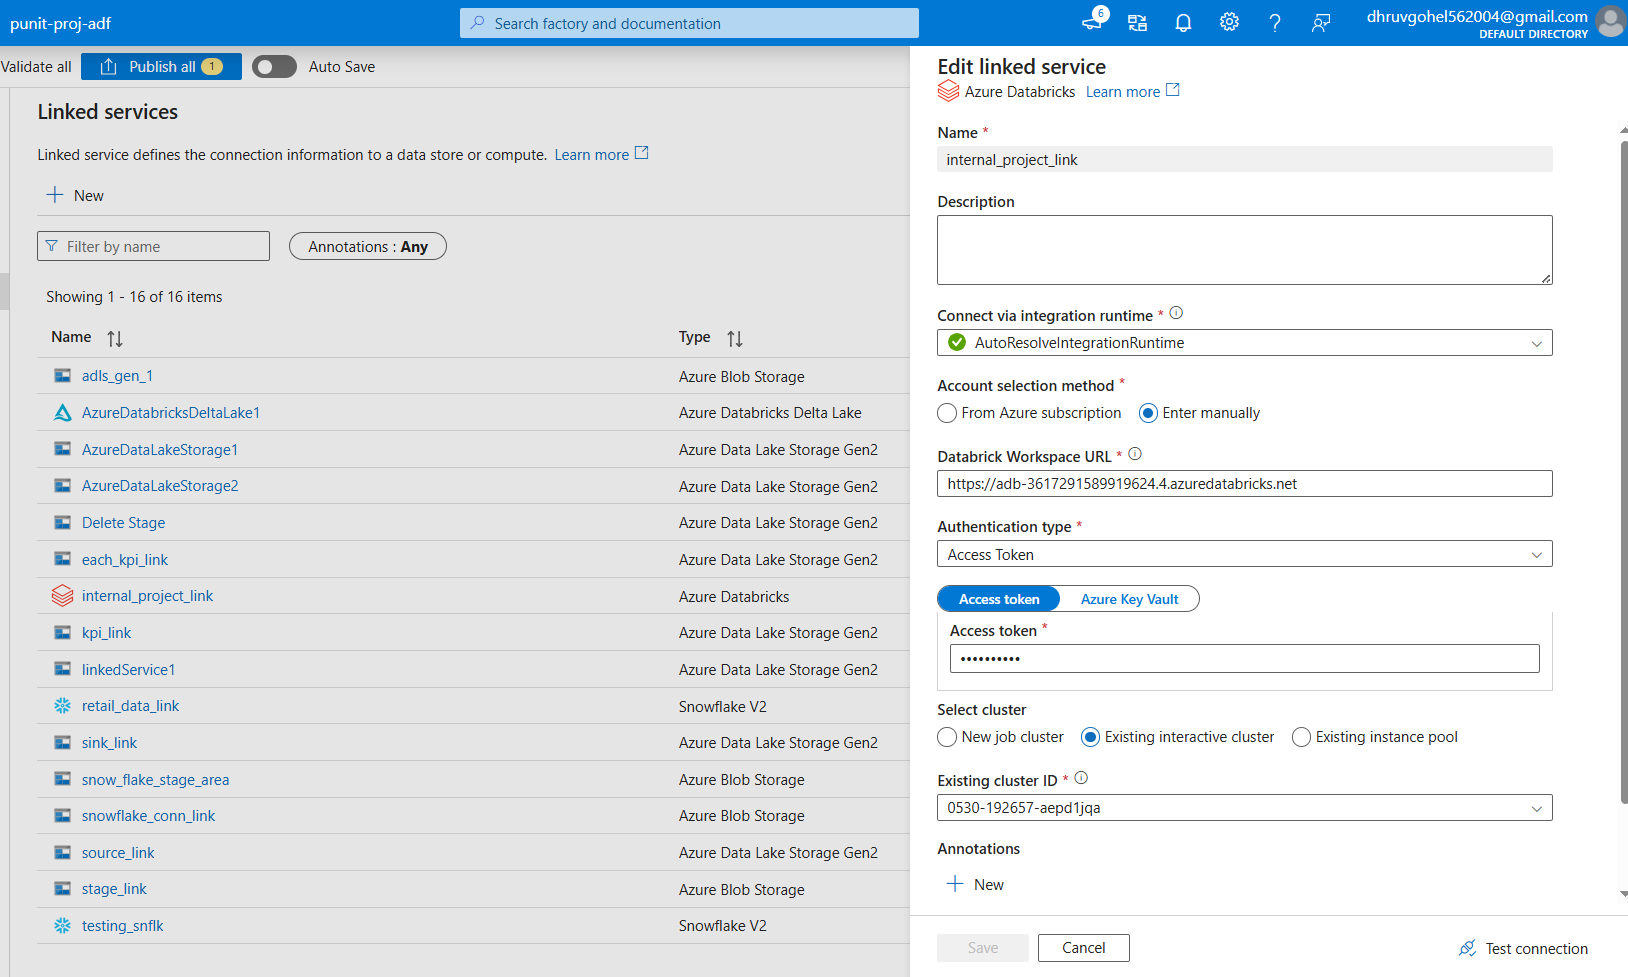 punit-proj-adf
Search factory and documentation
6
dhruvgohel562004@gmail.com
DEFAULT DIRECTORY
Validate all
Publish all 1
Auto Save
Linked services
Linked service defines the connection information to a data store or compute. Learn more
New
Filter by name
Annotations : Any
Showing 1 - 16 of 16 items
Name Type
adls_gen_1 Azure Blob Storage
AzureDatabricksDeltaLake1 Azure Databricks Delta Lake
AzureDataLakeStorage1 Azure Data Lake Storage Gen2
AzureDataLakeStorage2 Azure Data Lake Storage Gen2
Delete Stage Azure Data Lake Storage Gen2
each_kpi_link Azure Data Lake Storage Gen2
internal_project_link Azure Databricks
kpi_link Azure Data Lake Storage Gen2
linkedService1 Azure Data Lake Storage Gen2
retail_data_link Snowflake V2
sink_link Azure Data Lake Storage Gen2
snow_flake_stage_area Azure Blob Storage
snowflake_conn_link Azure Blob Storage
source_link Azure Data Lake Storage Gen2
stage_link Azure Blob Storage
testing_snflk Snowflake V2
Edit linked service
Azure Databricks Learn more
Name *
internal_project_link
Description
Connect via integration runtime *
AutoResolveIntegrationRuntime
Account selection method *
From Azure subscription Enter manually
Databrick Workspace URL *
https://adb-3617291589919624.4.azuredatabricks.net
Authentication type *
Access Token
Access token Azure Key Vault
Access token *
••••••••••
Select cluster
New job cluster Existing interactive cluster Existing instance pool
Existing cluster ID *
0530-192657-aepd1jqa
Annotations
New
Save Cancel Test connection